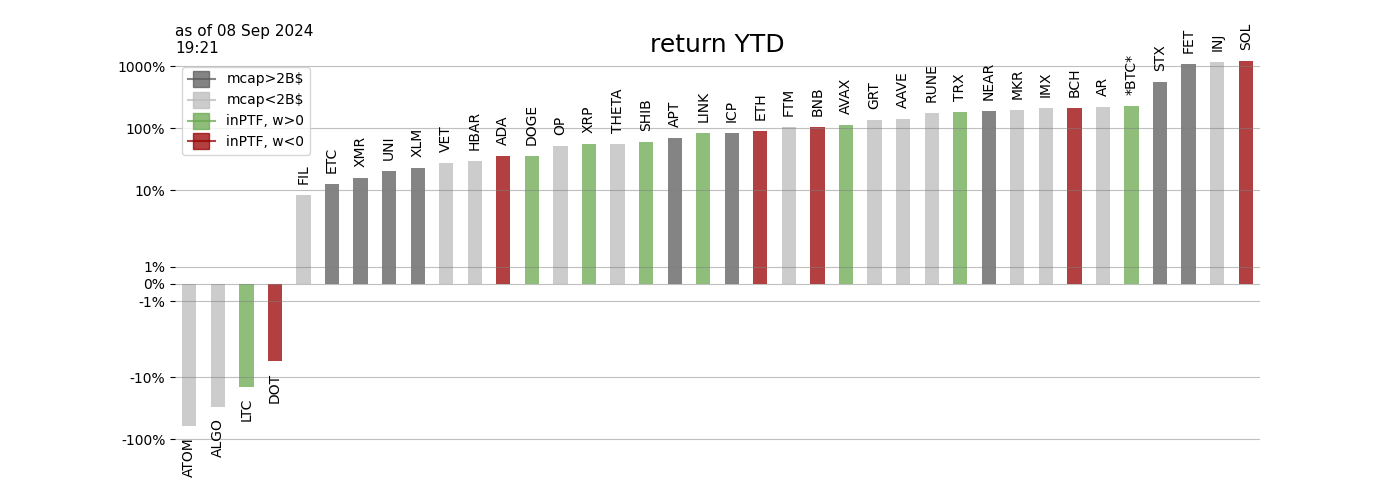 as of 08 Sep 2024
19:21
return YTD
mcap>2B$
mcap<2B$
inPTF, w>0
inPTF, w<0
1000%
100%
10%
1%
0%
-1%
-10%
-100%
ATOM
ALGO
LTC
DOT
FIL
ETC
XMR
UNI
XLM
VET
HBAR
ADA
DOGE
OP
XRP
THETA
SHIB
APT
LINK
ICP
ETH
FTM
BNB
AVAX
GRT
AAVE
RUNE
TRX
NEAR
MKR
IMX
BCH
AR
*BTC*
STX
FET
INJ
SOL